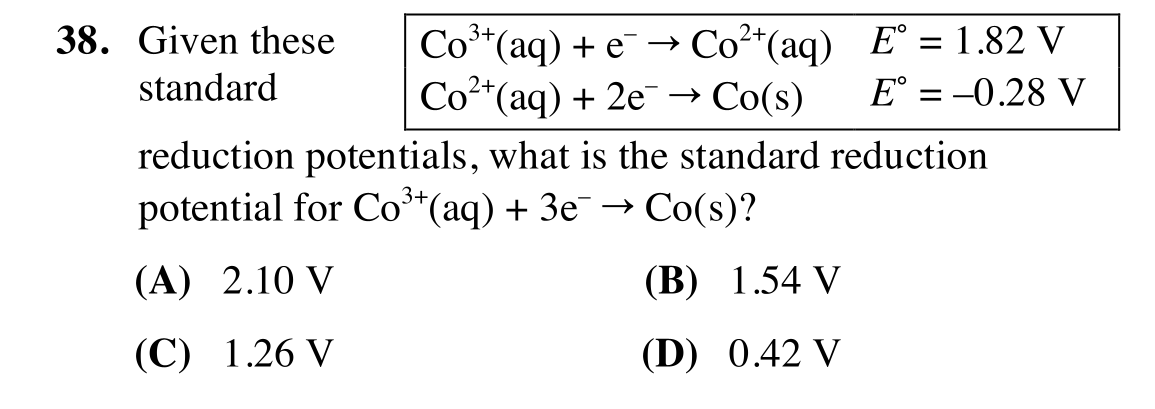 38. Given these
standard
Co³⁺(aq) + e⁻ → Co²⁺(aq) E° = 1.82 V
Co²⁺(aq) + 2e⁻ → Co(s) E° = –0.28 V
reduction potentials, what is the standard reduction
potential for Co³⁺(aq) + 3e⁻ → Co(s)?
(A) 2.10 V (B) 1.54 V
(C) 1.26 V (D) 0.42 V